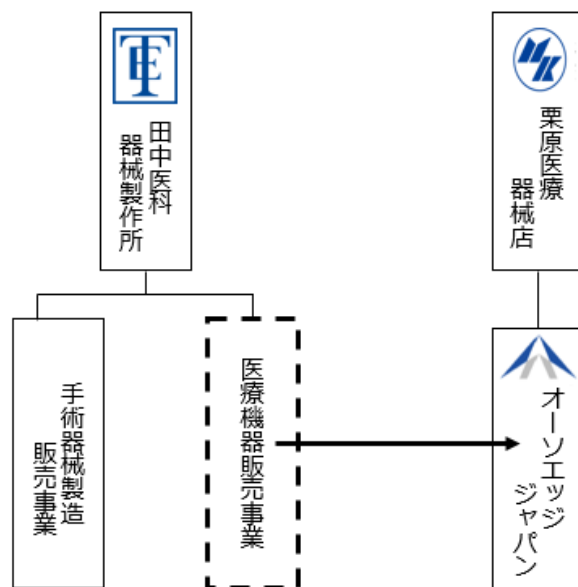 田中医科
器械製作所
栗原医療
器械店
手術器械製造
販売事業
医療機器販売事業
オーソエッジ
ジャパン